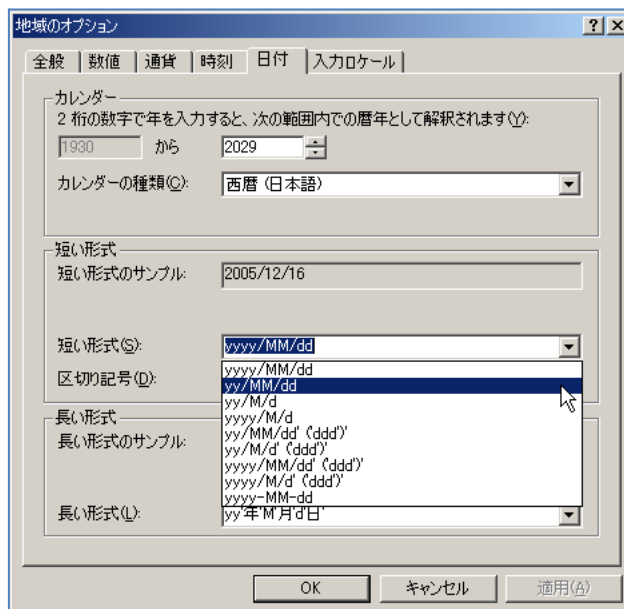 地域のオプション
全般 数値 通貨 時刻 日付 入力ロケール
カレンダー
2 桁の数字で年を入力すると、次の範囲内での暦年として解釈されます(Y):
1930 から 2029
カレンダーの種類(C): 西暦 (日本語)
短い形式
短い形式のサンプル: 2005/12/16
短い形式(S): yyyy/MM/dd
区切り記号(D):
yyyy/MM/dd
yy/MM/dd
yy/M/d
yyyy/M/d
yy/MM/dd' ('ddd')'
yy/M/d' ('ddd')'
yyyy/MM/dd' ('ddd')'
yyyy/M/d' ('ddd')'
yyyy-MM-dd
長い形式
長い形式のサンプル:
長い形式(L): yy'年'M'月'd'日'
OK キャンセル 適用(A)